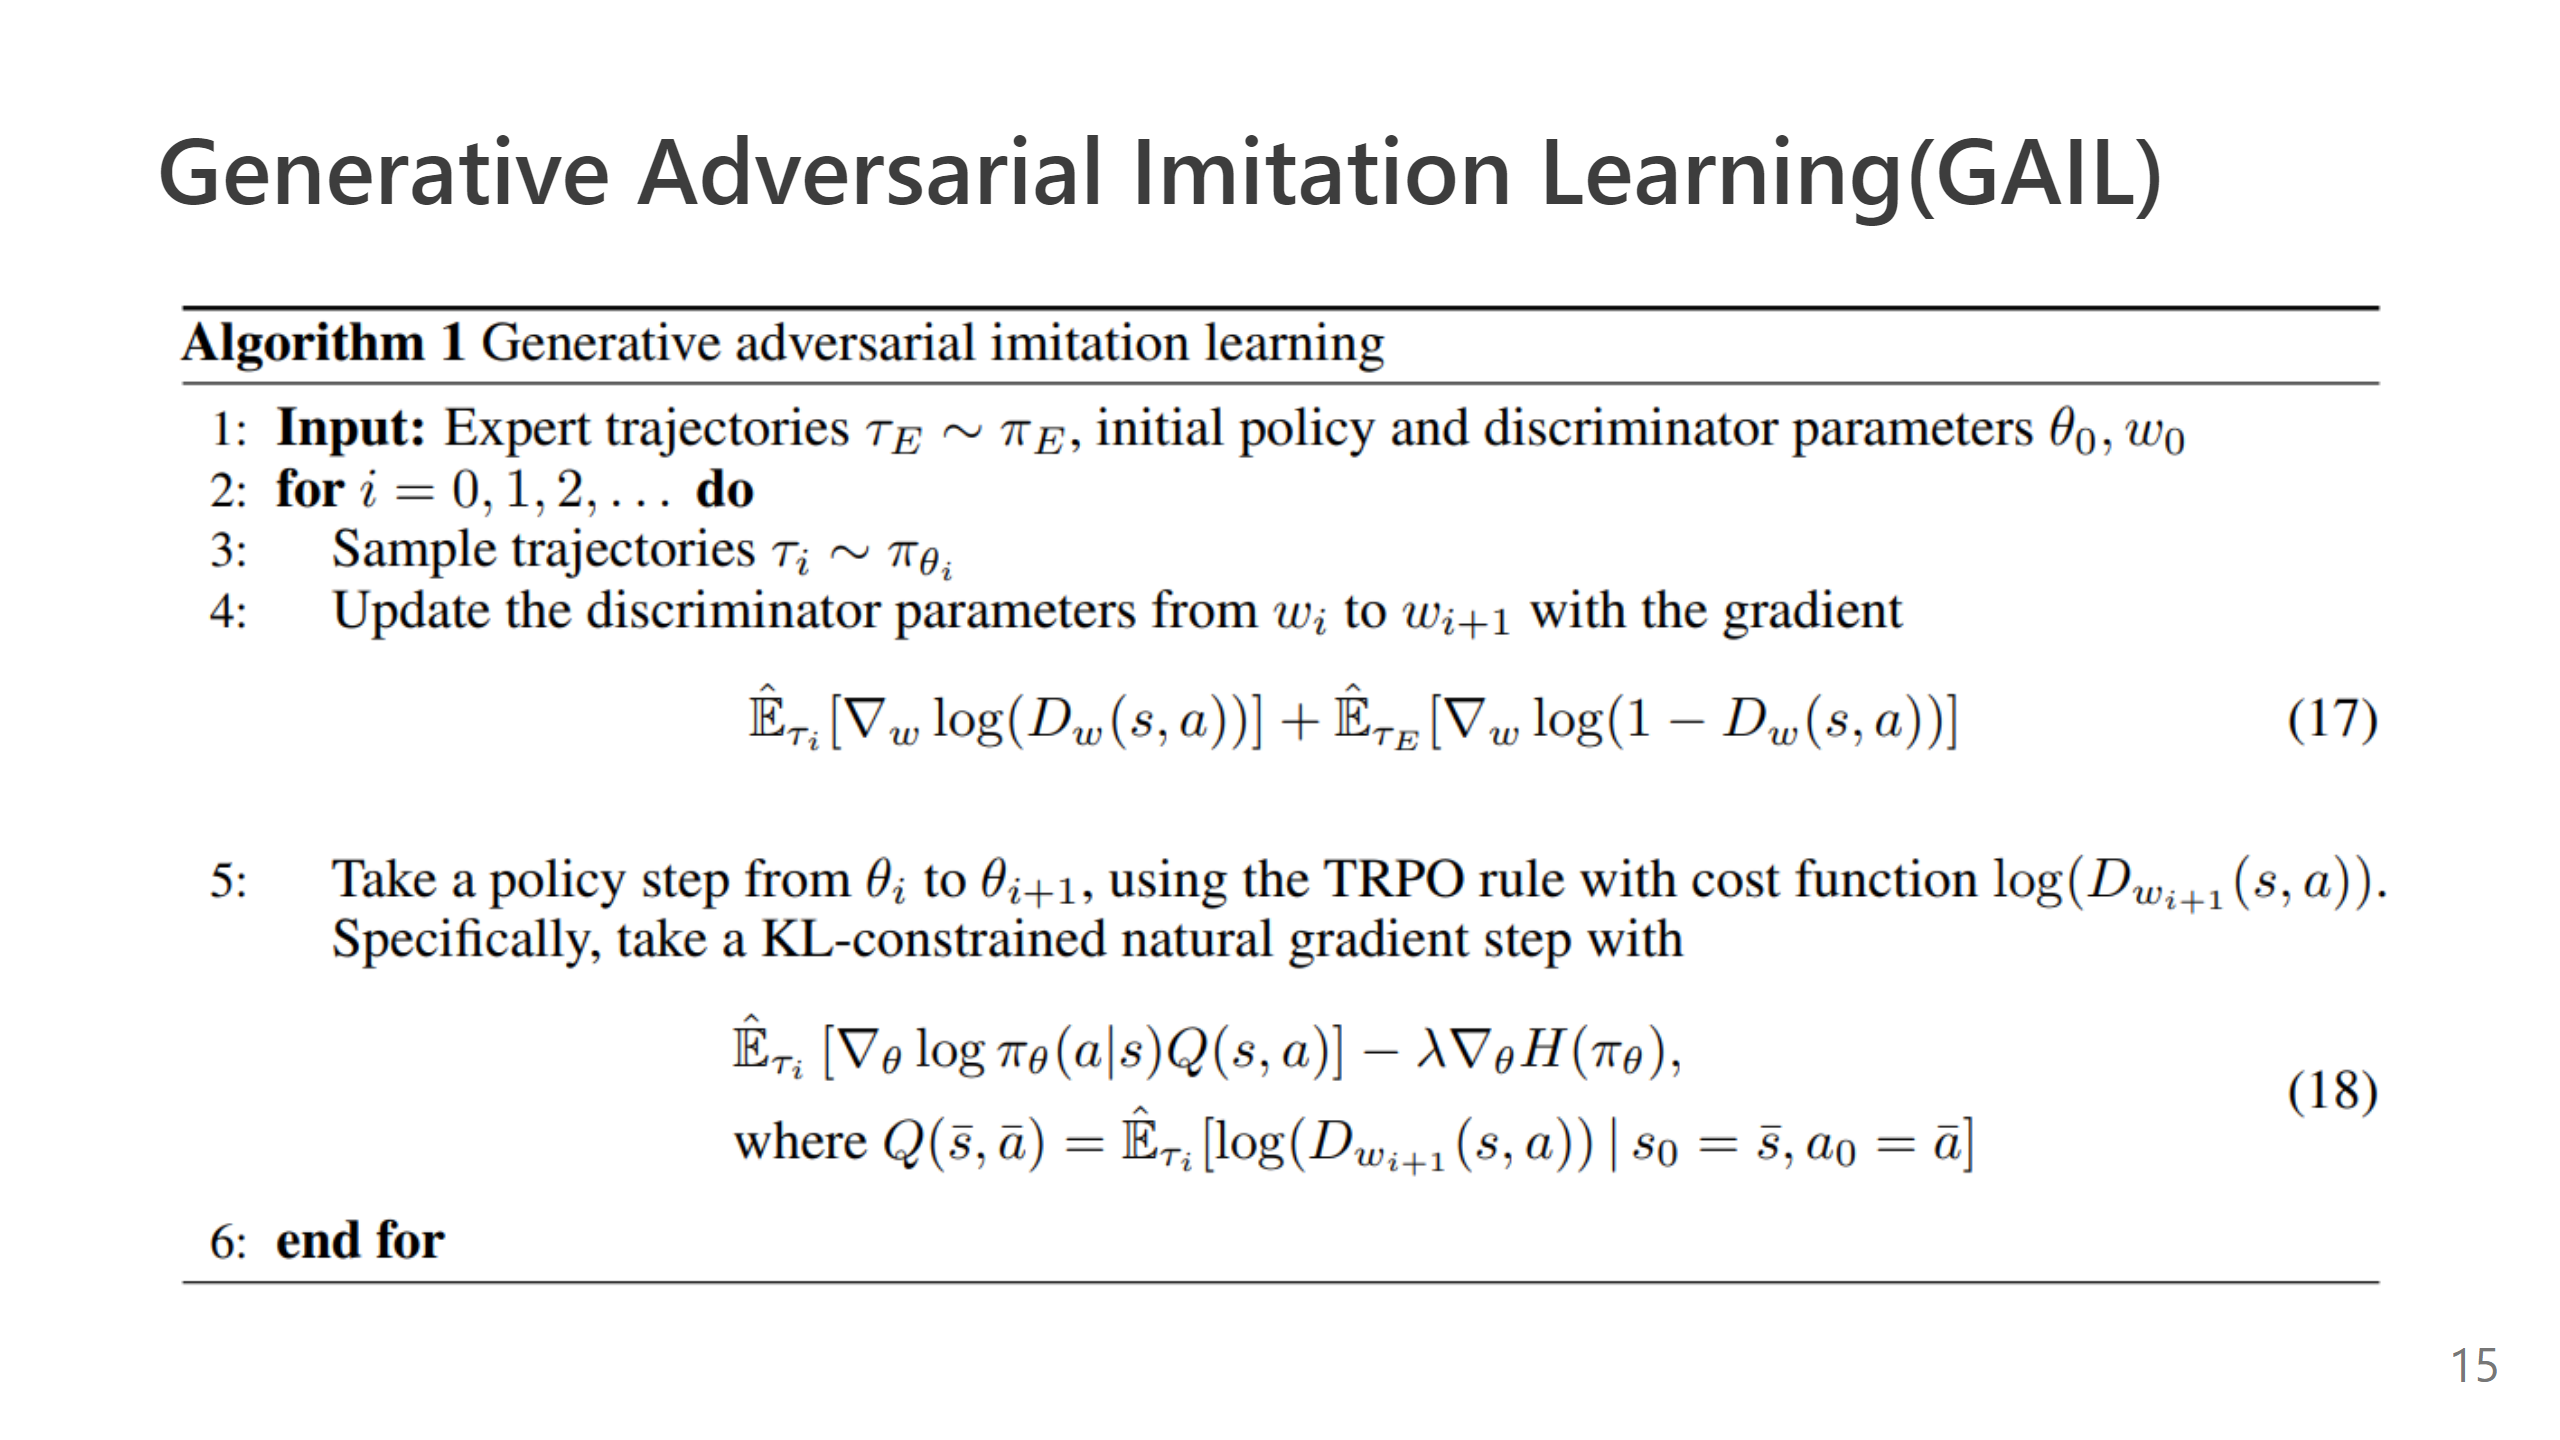 Generative Adversarial Imitation Learning(GAIL)
Algorithm 1 Generative adversarial imitation learning
1: Input: Expert trajectories τ_E ∼ π_E, initial policy and discriminator parameters θ_0, w_0
2: for i = 0, 1, 2, . . . do
3: Sample trajectories τ_i ∼ π_{θ_i}
4: Update the discriminator parameters from w_i to w_{i+1} with the gradient
Ê_{τ_i}[∇_w log(D_w(s, a))] + Ê_{τ_E}[∇_w log(1 − D_w(s, a))] (17)
5: Take a policy step from θ_i to θ_{i+1}, using the TRPO rule with cost function log(D_{w_{i+1}}(s, a)).
Specifically, take a KL-constrained natural gradient step with
Ê_{τ_i} [∇_θ log π_θ(a|s)Q(s, a)] − λ∇_θ H(π_θ),
(18)
where Q(s̄, ā) = Ê_{τ_i}[log(D_{w_{i+1}}(s, a)) | s_0 = s̄, a_0 = ā]
6: end for
15